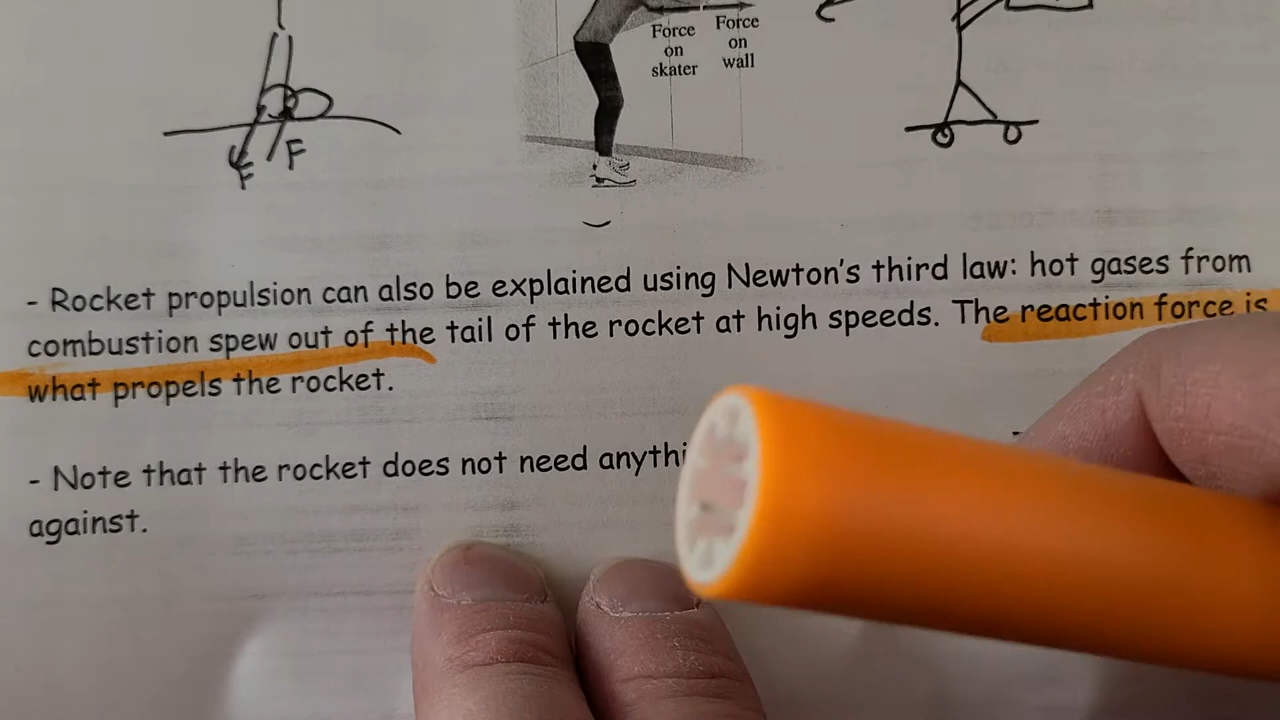 Force
on
skater
Force
on
wall
F
F
- Rocket propulsion can also be explained using Newton's third law: hot gases from
combustion spew out of the tail of the rocket at high speeds. The reaction force is
what propels the rocket.
- Note that the rocket does not need
against.